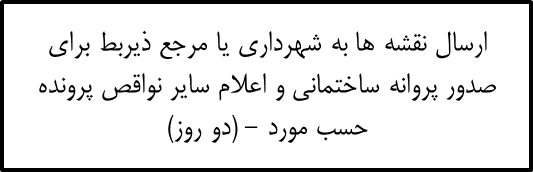 ارسال نقشه ها به شهرداری یا مرجع ذیربط برای
صدور پروانه ساختمانی و اعلام سایر نواقص پرونده
حسب مورد – (دو روز)